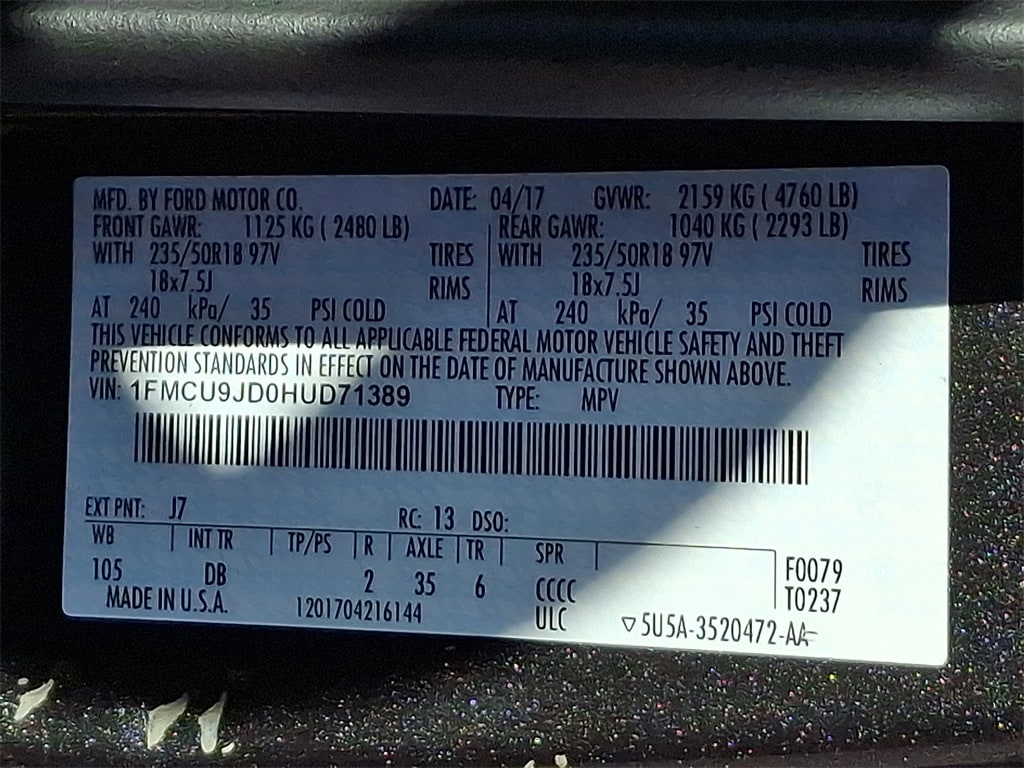 MFD. BY FORD MOTOR CO. DATE: 04/17 GVWR: 2159 KG ( 4760 LB)
FRONT GAWR: 1125 KG ( 2480 LB) REAR GAWR: 1040 KG ( 2293 LB)
WITH 235/50R18 97V TIRES WITH 235/50R18 97V TIRES
18x7.5J RIMS 18x7.5J RIMS
AT 240 kPa/ 35 PSI COLD AT 240 kPa/ 35 PSI COLD
THIS VEHICLE CONFORMS TO ALL APPLICABLE FEDERAL MOTOR VEHICLE SAFETY AND THEFT
PREVENTION STANDARDS IN EFFECT ON THE DATE OF MANUFACTURE SHOWN ABOVE.
VIN: 1FMCU9JD0HUD71389 TYPE: MPV
EXT PNT: J7 RC: 13 DSO:
WB INT TR TP/PS R AXLE TR SPR
105 DB 2 35 6 CCCC F0079
MADE IN U.S.A. 1201704216144 ULC T0237
▽5U5A-3520472-AA